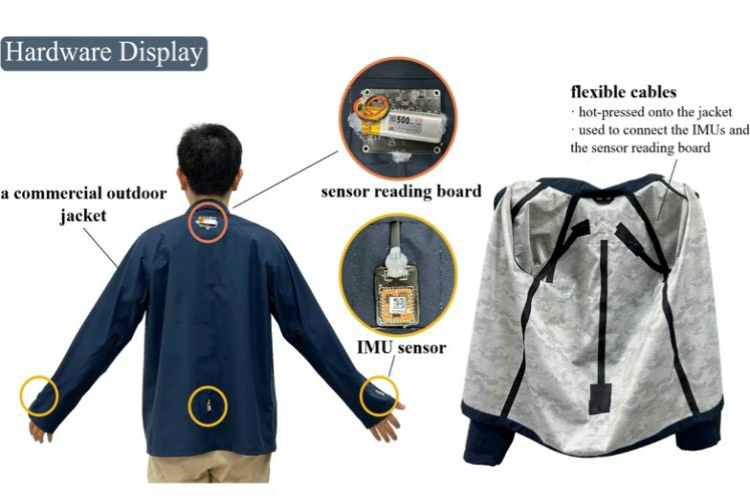 Hardware Display
a commercial outdoor
jacket
sensor reading board
500
IMU sensor
flexible cables
· hot-pressed onto the jacket
· used to connect the IMUs and
the sensor reading board